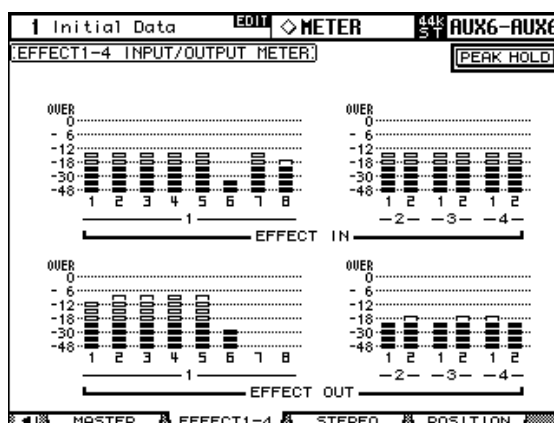 1 Initial Data EDIT ◇METER 44K ST AUX6-AUX6
EFFECT1-4 INPUT/OUTPUT METER PEAK HOLD
OVER OVER
0 0
- 6 - 6
-12 -12
-18 -18
-30 -30
-48 -48
1 2 3 4 5 6 7 8 1 2 1 2 1 2
1 2 3 4
EFFECT IN
OVER OVER
0 0
- 6 - 6
-12 -12
-18 -18
-30 -30
-48 -48
1 2 3 4 5 6 7 8 1 2 1 2 1 2
1 2 3 4
EFFECT OUT
MASTER EFFECT1-4 STEREO POSITION